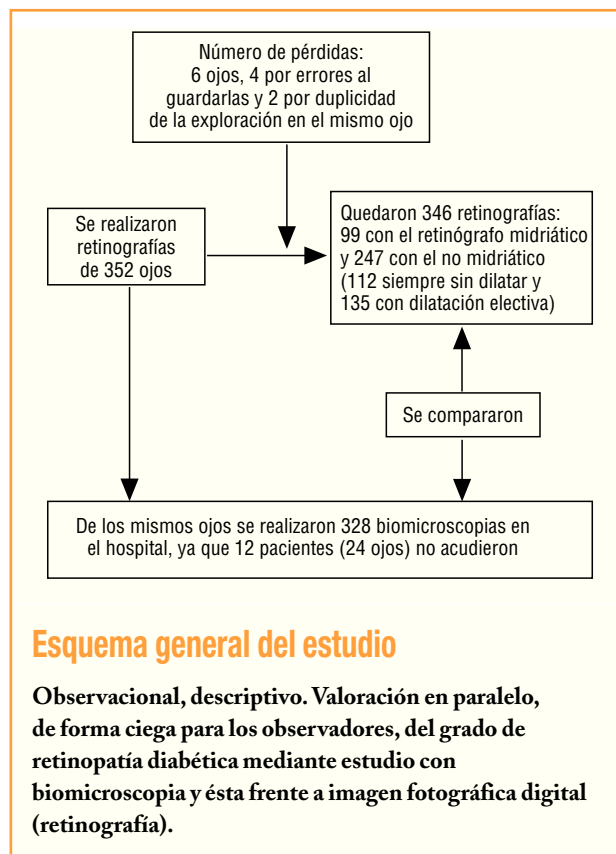 Número de pérdidas:
6 ojos, 4 por errores al
guardarlas y 2 por duplicidad
de la exploración en el mismo ojo
Se realizaron
retinografías
de 352 ojos
Quedaron 346 retinografías:
99 con el retinógrafo midriático
y 247 con el no midriático
(112 siempre sin dilatar y
135 con dilatación electiva)
Se compararon
De los mismos ojos se realizaron 328 biomicroscopias en
el hospital, ya que 12 pacientes (24 ojos) no acudieron
Esquema general del estudio
Observacional, descriptivo. Valoración en paralelo,
de forma ciega para los observadores, del grado de
retinopatía diabética mediante estudio con
biomicroscopia y ésta frente a imagen fotográfica digital
(retinografía).